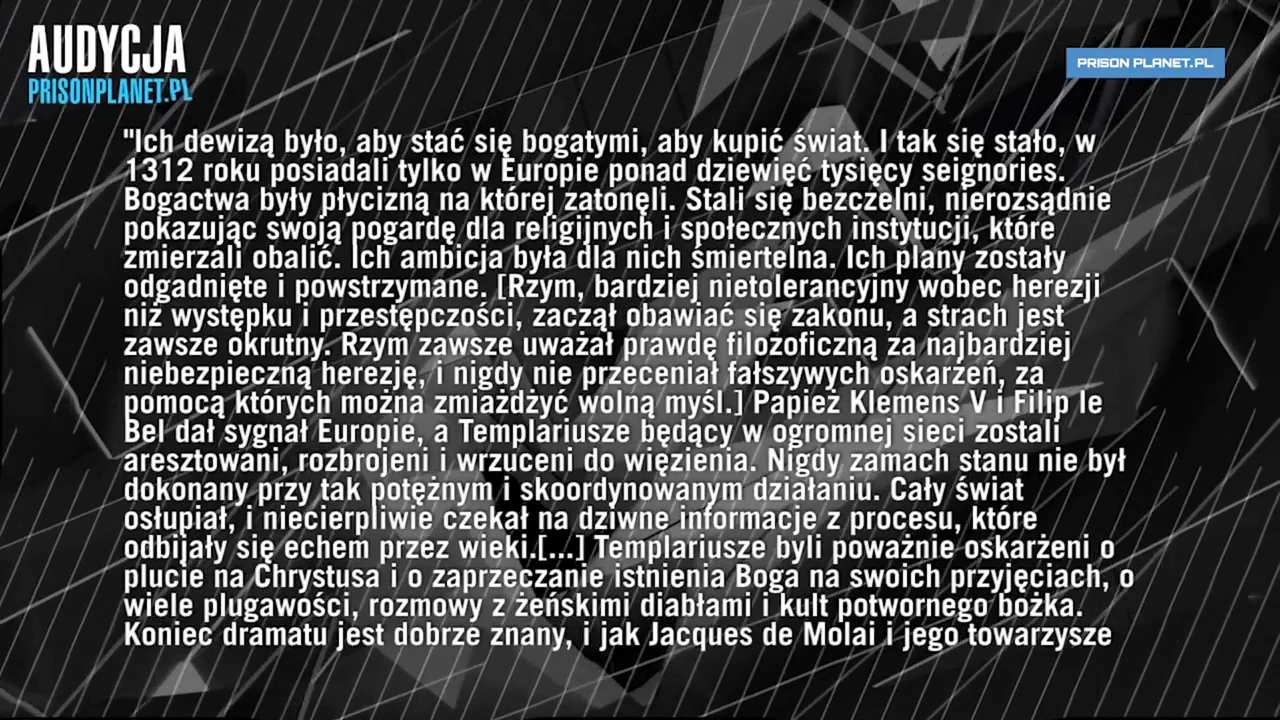 AUDYCJA
PRISONPLANET.PL
PRISON PLANET.PL
"Ich dewizą było, aby stać się bogatymi, aby kupić świat. I tak się stało, w
1312 roku posiadali tylko w Europie ponad dziewięć tysięcy seignories.
Bogactwa były płycizną na której zatonęli. Stali się bezczelni, nierozsądnie
pokazując swoją pogardę dla religijnych i społecznych instytucji, które
zmierzali obalić. Ich ambicja była dla nich śmiertelna. Ich plany zostały
odgadnięte i powstrzymane. [Rzym, bardziej nietolerancyjny wobec herezji
niż występku i przestępczości, zaczął obawiać się zakonu, a strach jest
zawsze okrutny. Rzym zawsze uważał prawdę filozoficzną za najbardziej
niebezpieczną herezję, i nigdy nie przeceniał fałszywych oskarżeń, za
pomocą których można zmiażdżyć wolną myśl.] Papież Klemens V i Filip le
Bel dał sygnał Europie, a Templariusze będący w ogromnej sieci zostali
aresztowani, rozbrojeni i wrzuceni do więzienia. Nigdy zamach stanu nie był
dokonany przy tak potężnym i skoordynowanym działaniu. Cały świat
osłupiał, i niecierpliwie czekał na dziwne informacje z procesu, które
odbijały się echem przez wieki.[...] Templariusze byli poważnie oskarżeni o
plucie na Chrystusa i o zaprzeczanie istnienia Boga na swoich przyjęciach, o
wiele plugawości, rozmowy z żeńskimi diabłami i kult potwornego bożka.
Koniec dramatu jest dobrze znany, i jak Jacques de Molai i jego towarzysze